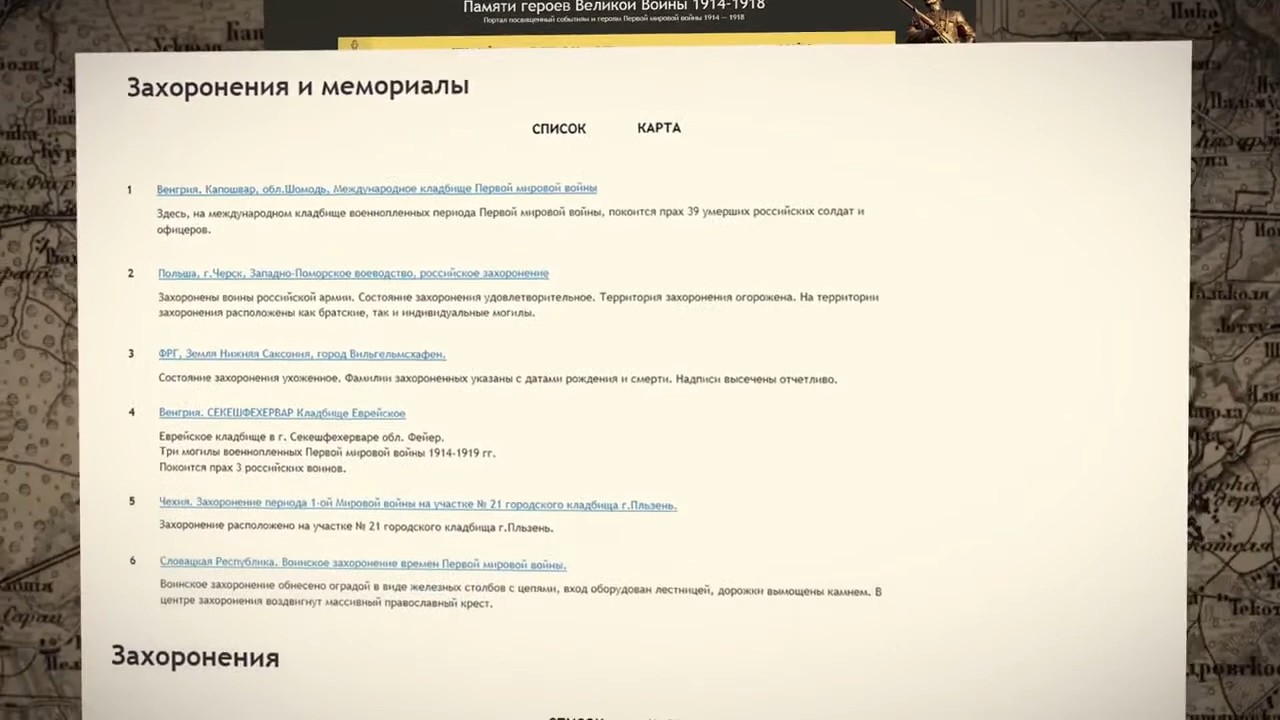 Памяти героев Великой Войны 1914-1918
Портал посвященный событиям и героям Первой мировой войны 1914 — 1918
Захоронения и мемориалы
СПИСОК КАРТА
1 Венгрия. Капошвар, обл.Шомодь, Международное кладбище Первой мировой войны
Здесь, на международном кладбище военнопленных периода Первой мировой войны, покоится прах 39 умерших российских солдат и
офицеров.
2 Польша, г.Черск, Западно-Поморское воеводство, российское захоронение
Захоронены воины российской армии. Состояние захоронения удовлетворительное. Территория захоронения огорожена. На территории
захоронения расположены как братские, так и индивидуальные могилы.
3 ФРГ, Земля Нижняя Саксония, город Вильгельмсхафен.
Состояние захоронения ухоженное. Фамилии захороненных указаны с датами рождения и смерти. Надписи высечены отчетливо.
4 Венгрия. СЕКЕШФЕХЕРВАР Кладбище Еврейское
Еврейское кладбище в г. Секешфехерваре обл. Фейер.
Три могилы военнопленных Первой мировой войны 1914-1919 гг.
Покоится прах 3 российских воинов.
5 Чехия. Захоронение периода 1-ой Мировой войны на участке № 21 городского кладбища г.Пльзень.
Захоронение расположено на участке № 21 городского кладбища г.Пльзень.
6 Словацкая Республика. Воинское захоронение времен Первой мировой войны.
Воинское захоронение обнесено оградой в виде железных столбов с цепями, вход оборудован лестницей, дорожки вымощены камнем. В
центре захоронения воздвигнут массивный православный крест.
Захоронения